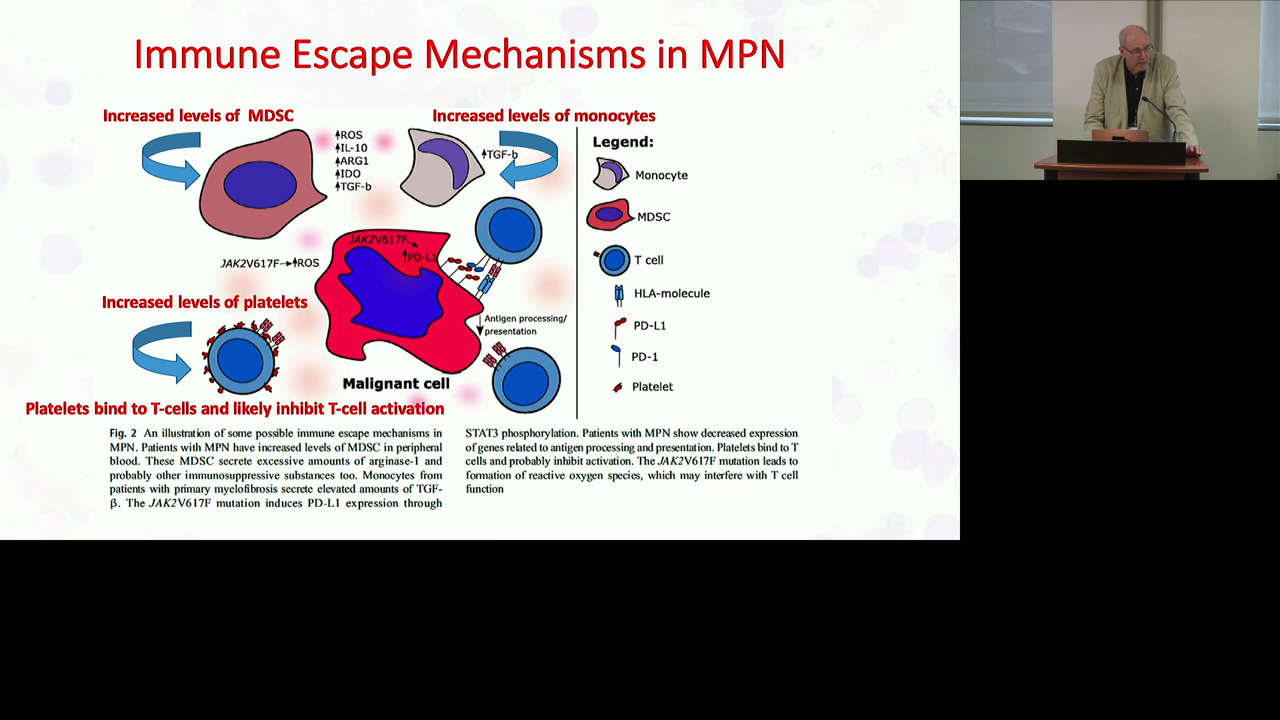 Immune Escape Mechanisms in MPN
Increased levels of MDSC
Increased levels of monocytes
ROS
IL-10
ARG1
IDO
TGF-b
TGF-b
JAK2V617F
PD-L1
JAK2V617F ROS
Increased levels of platelets
Antigen processing/
presentation
Malignant cell
Platelets bind to T-cells and likely inhibit T-cell activation
Legend:
Monocyte
MDSC
T cell
HLA-molecule
PD-L1
PD-1
Platelet
Fig. 2 An illustration of some possible immune escape mechanisms in
MPN. Patients with MPN have increased levels of MDSC in peripheral
blood. These MDSC secrete excessive amounts of arginase-1 and
probably other immunosuppressive substances too. Monocytes from
patients with primary myelofibrosis secrete elevated amounts of TGF-
β. The JAK2V617F mutation induces PD-L1 expression through
STAT3 phosphorylation. Patients with MPN show decreased expression
of genes related to antigen processing and presentation. Platelets bind to T
cells and probably inhibit activation. The JAK2V617F mutation leads to
formation of reactive oxygen species, which may interfere with T cell
function